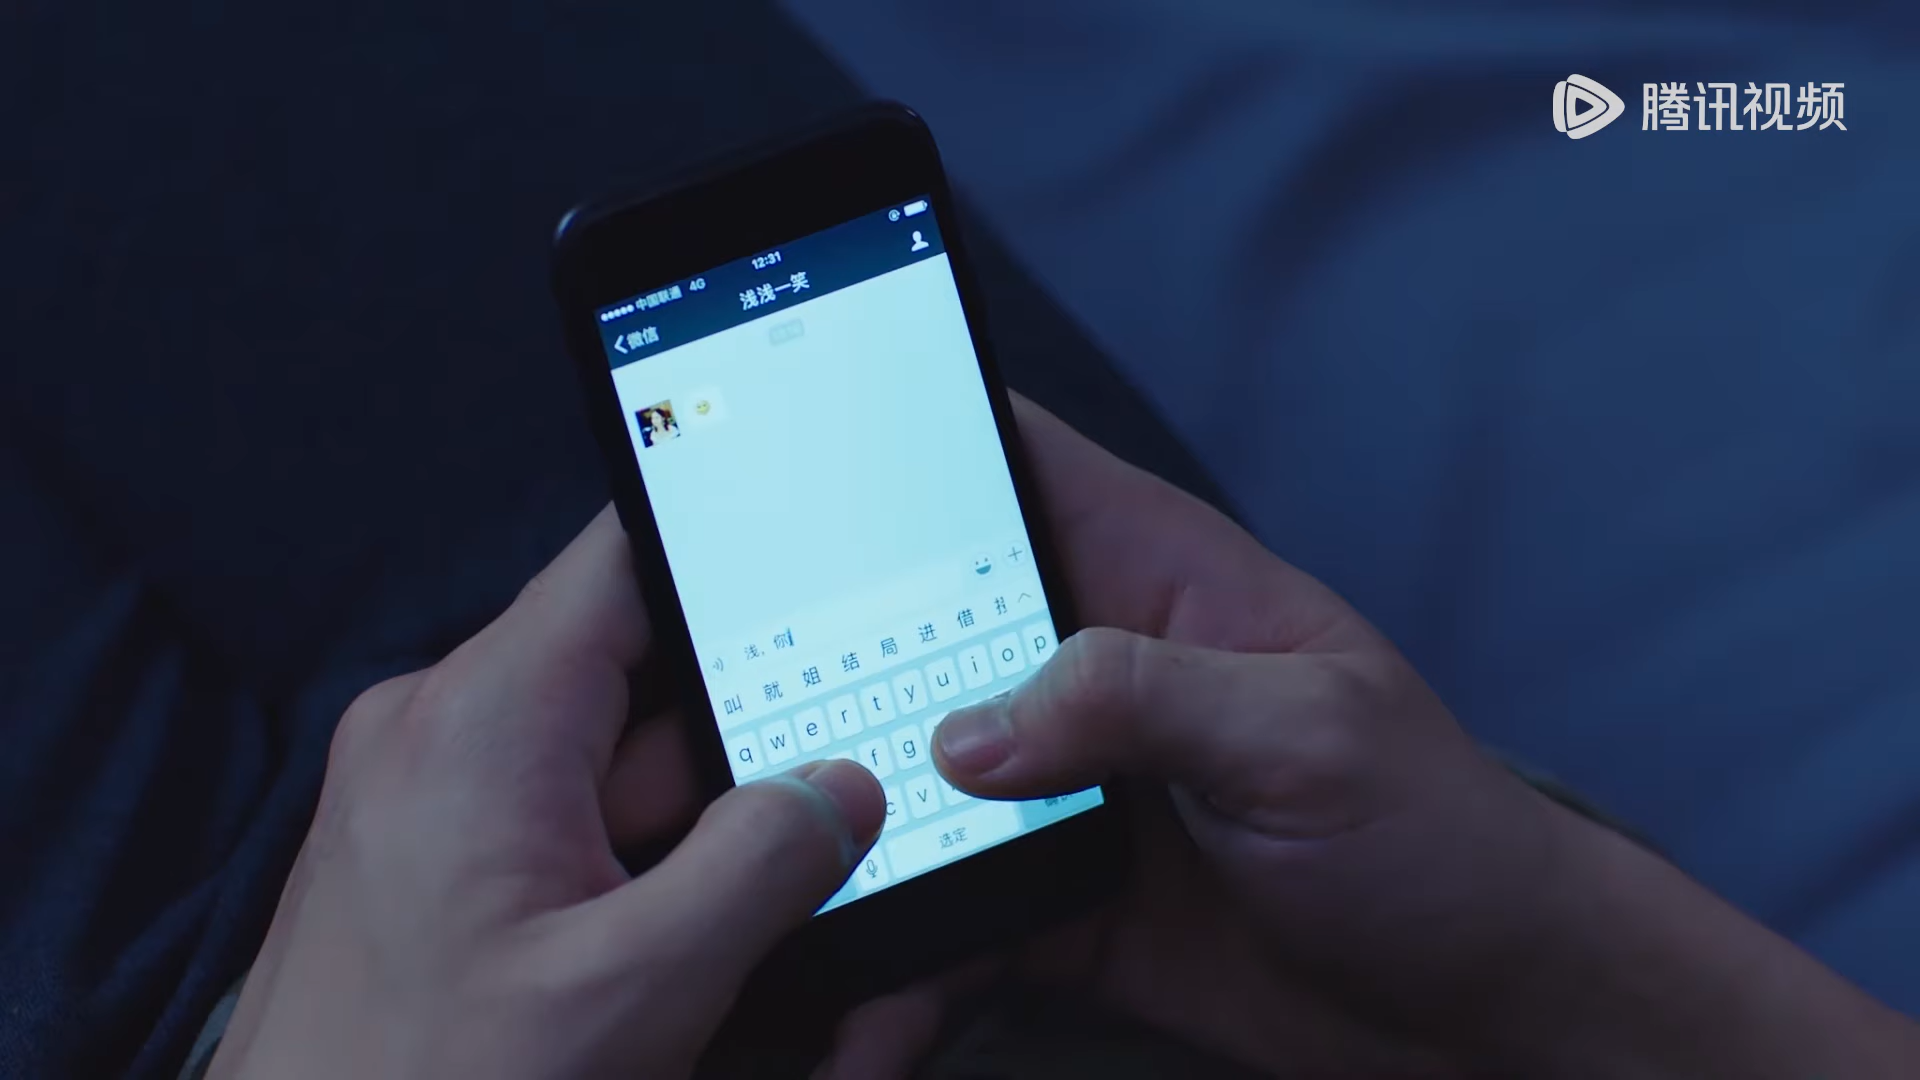 腾讯视频
中国联通 4G
12:31
浅浅一笑
微信
浅，你
叫 就 姐 结 局 进 借
q w e r t y u i o p
f g
c v
选定